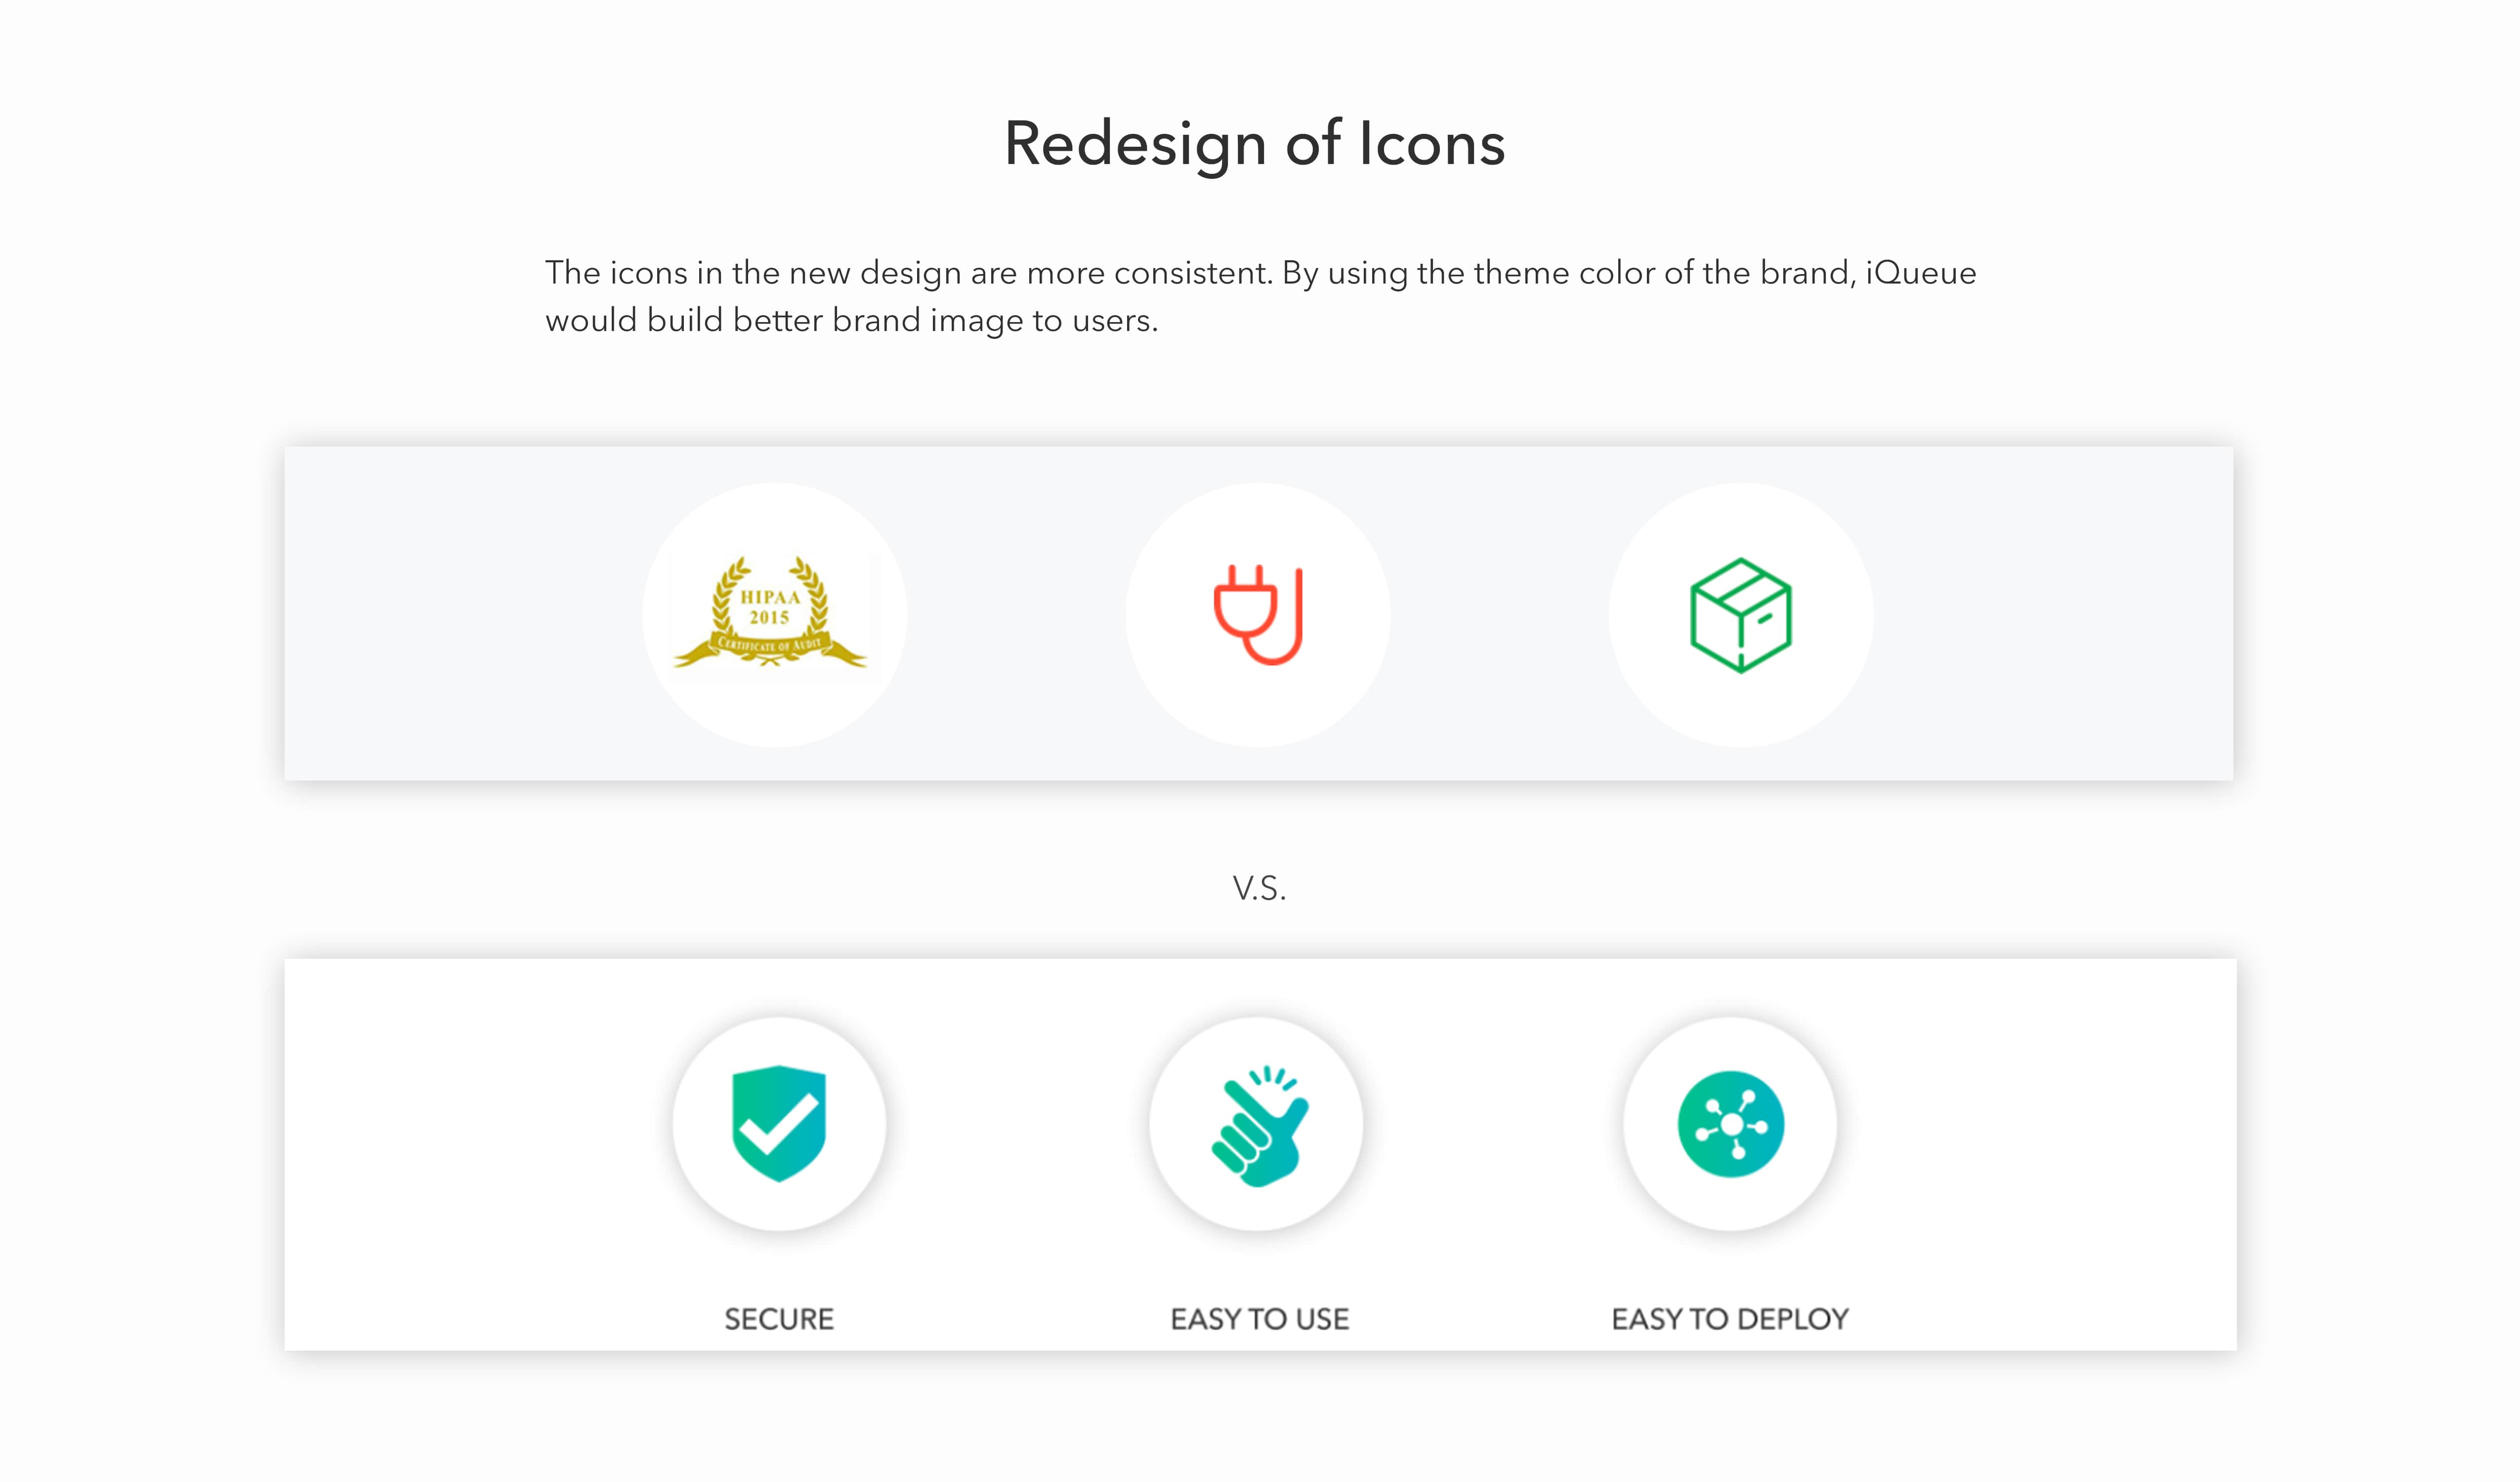 Redesign of Icons
The icons in the new design are more consistent. By using the theme color of the brand, iQueue
would build better brand image to users.
HIPAA
2015
CERTIFICATE OF AUDIT
V.S.
SECURE
EASY TO USE
EASY TO DEPLOY